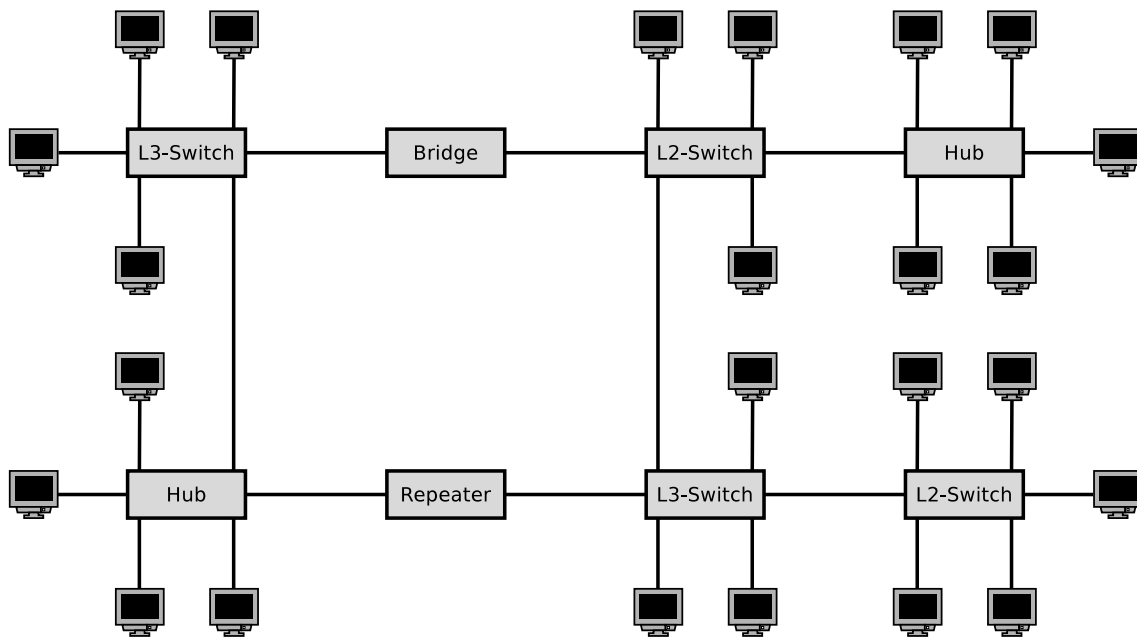 L3-Switch
Bridge
L2-Switch
Hub
Hub
Repeater
L3-Switch
L2-Switch